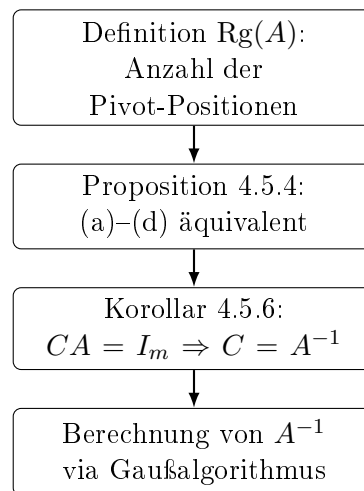 Definition Rg(A):
Anzahl der
Pivot-Positionen
Proposition 4.5.4:
(a)–(d) äquivalent
Korollar 4.5.6:
CA = Iₘ ⇒ C = A⁻¹
Berechnung von A⁻¹
via Gaußalgorithmus